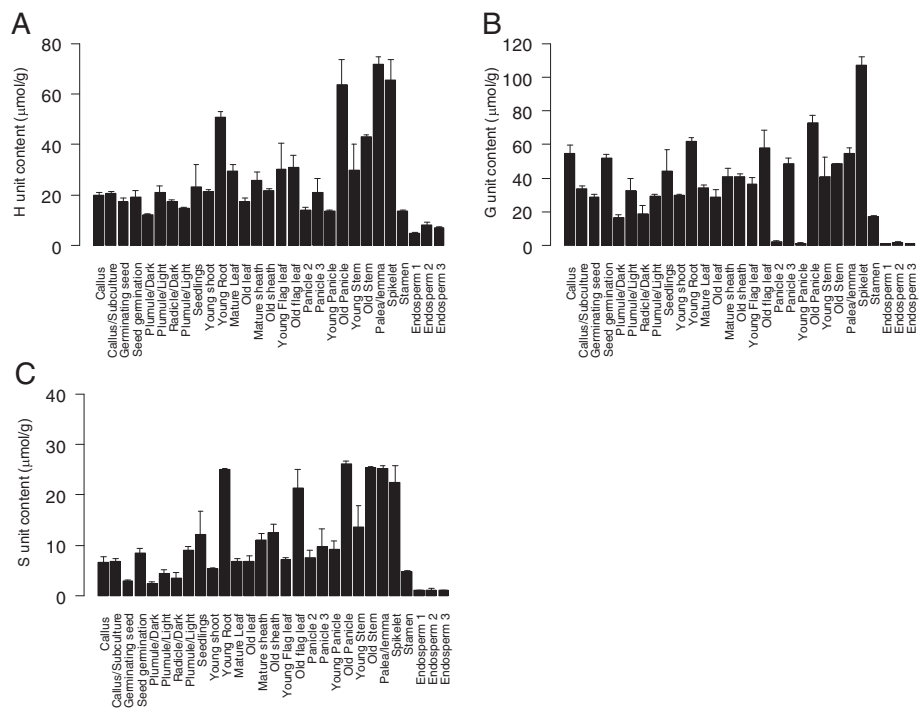 A
H unit content (μmol/g)
80
60
40
20
0
Callus
Callus/Subculture
Germinating seed
Seed germination
Plumule/Dark
Plumule/Light
Radicle/Dark
Plumule/Light
Seedlings
Young shoot
Young Root
Mature Leaf
Old leaf
Mature sheath
Old sheath
Young Flag leaf
Old flag leaf
Panicle 2
Panicle 3
Young Panicle
Old Panicle
Young Stem
Old Stem
Palea/lemma
Spikelet
Stamen
Endosperm 1
Endosperm 2
Endosperm 3
B
G unit content (μmol/g)
120
100
80
60
40
20
0
Callus
Callus/Subculture
Germinating seed
Seed germination
Plumule/Dark
Plumule/Light
Radicle/Dark
Plumule/Light
Seedlings
Young shoot
Young Root
Mature Leaf
Old leaf
Mature sheath
Old sheath
Young Flag leaf
Old flag leaf
Panicle 2
Panicle 3
Young Panicle
Old Panicle
Young Stem
Old Stem
Palea/lemma
Spikelet
Stamen
Endosperm 1
Endosperm 2
Endosperm 3
C
S unit content (μmol/g)
40
30
20
10
0
Callus
Callus/Subculture
Germinating seed
Seed germination
Plumule/Dark
Plumule/Light
Radicle/Dark
Plumule/Light
Seedlings
Young shoot
Young Root
Mature Leaf
Old leaf
Mature sheath
Old sheath
Young Flag leaf
Old flag leaf
Panicle 2
Panicle 3
Young Panicle
Old Panicle
Young Stem
Old Stem
Palea/lemma
Spikelet
Stamen
Endosperm 1
Endosperm 2
Endosperm 3